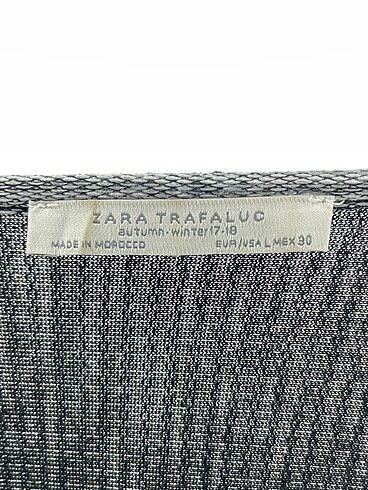 ZARA TRAFALUC
autumn·winter 17·18
MADE IN MOROCCO EUR/USA L MEX 30